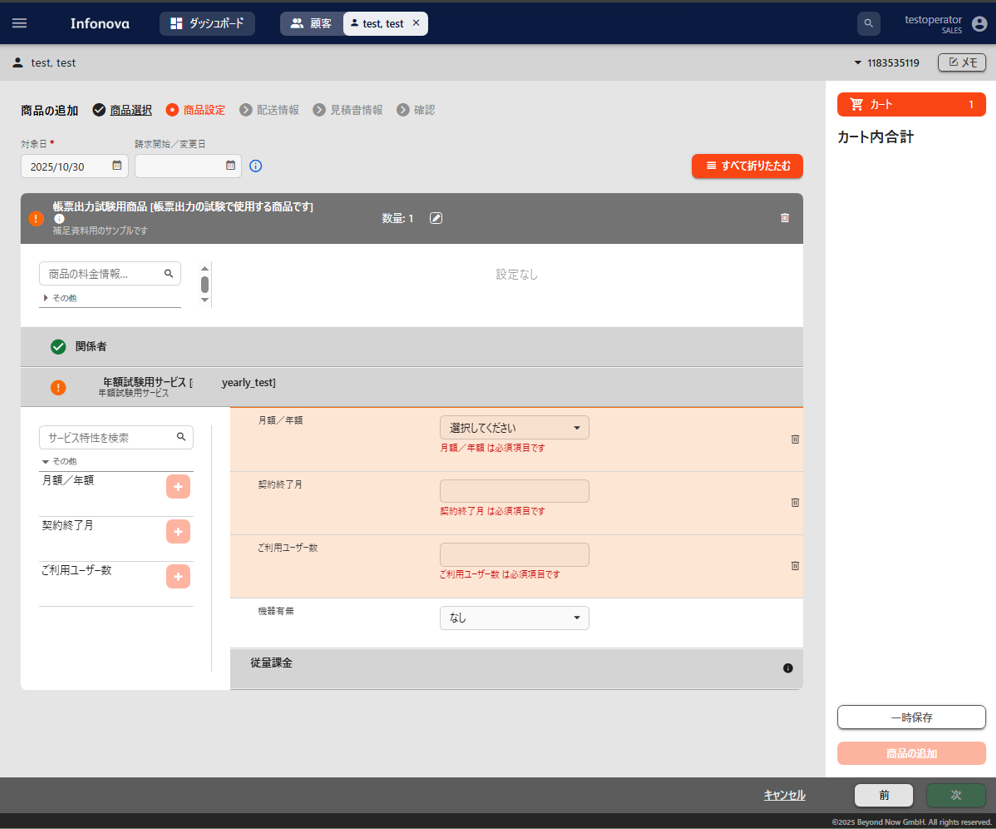 Infonova
ダッシュボード
顧客
test, test ×
testoperator
SALES
test, test
1183535119
メモ
商品の追加
商品選択
商品設定
配送情報
見積書情報
確認
カート
1
カート内合計
対象日 *
請求開始／変更日
2025/10/30
すべて折りたたむ
帳票出力試験用商品 [帳票出力の試験で使用する商品です]
補足資料用のサンプルです
数量: 1
商品の料金情報...
その他
設定なし
関係者
年額試験用サービス [ yearly_test]
年額試験用サービス
サービス特性を検索
その他
月額／年額
契約終了月
ご利用ユーザー数
月額／年額
選択してください
月額／年額 は必須項目です
契約終了月
契約終了月 は必須項目です
ご利用ユーザー数
ご利用ユーザー数 は必須項目です
機器有無
なし
従量課金
一時保存
商品の追加
キャンセル
前
次
©2025 Beyond Now GmbH. All rights reserved.